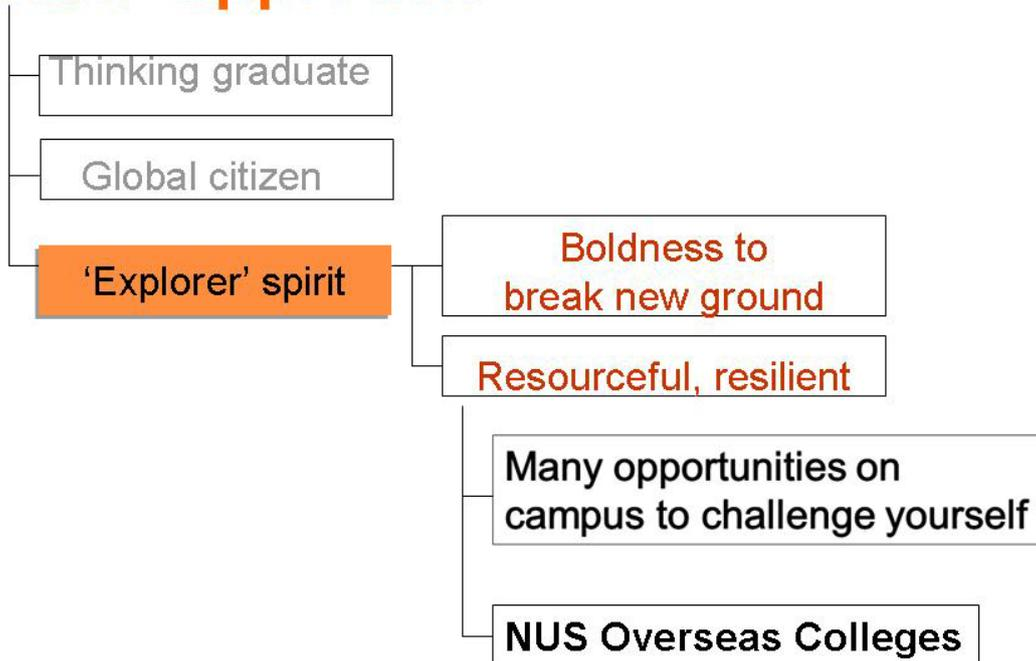 Thinking graduate
Global citizen
‘Explorer’ spirit
Boldness to
break new ground
Resourceful, resilient
Many opportunities on
campus to challenge yourself
NUS Overseas Colleges